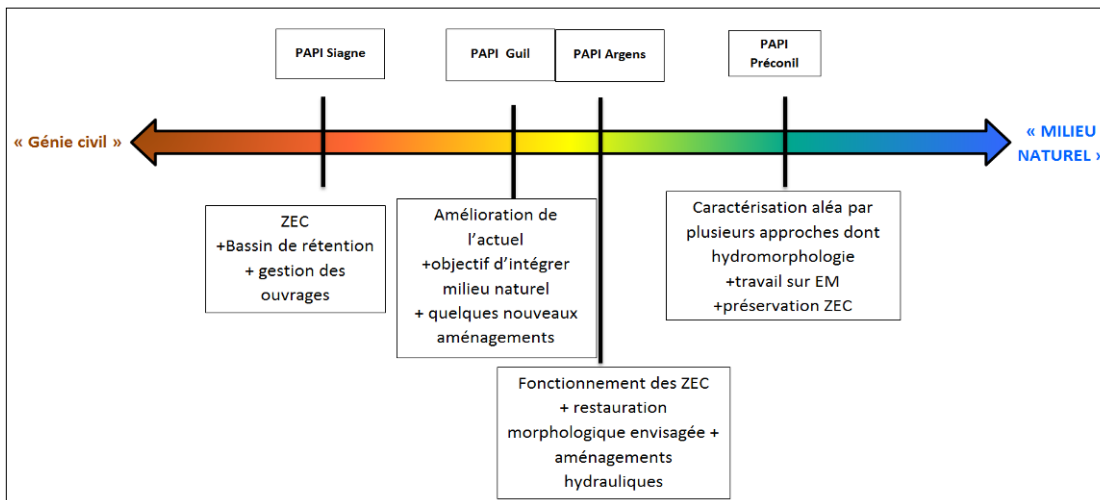 PAPI Siagne
PAPI Guil
PAPI Argens
PAPI
Préconil
« Génie civil »
« MILIEU
NATUREL »
ZEC
+Bassin de rétention
+ gestion des
ouvrages
Amélioration de
l'actuel
+objectif d'intégrer
milieu naturel
+ quelques nouveaux
aménagements
Caractérisation aléa par
plusieurs approches dont
hydromorphologie
+travail sur EM
+préservation ZEC
Fonctionnement des ZEC
+ restauration
morphologique envisagée +
aménagements
hydrauliques